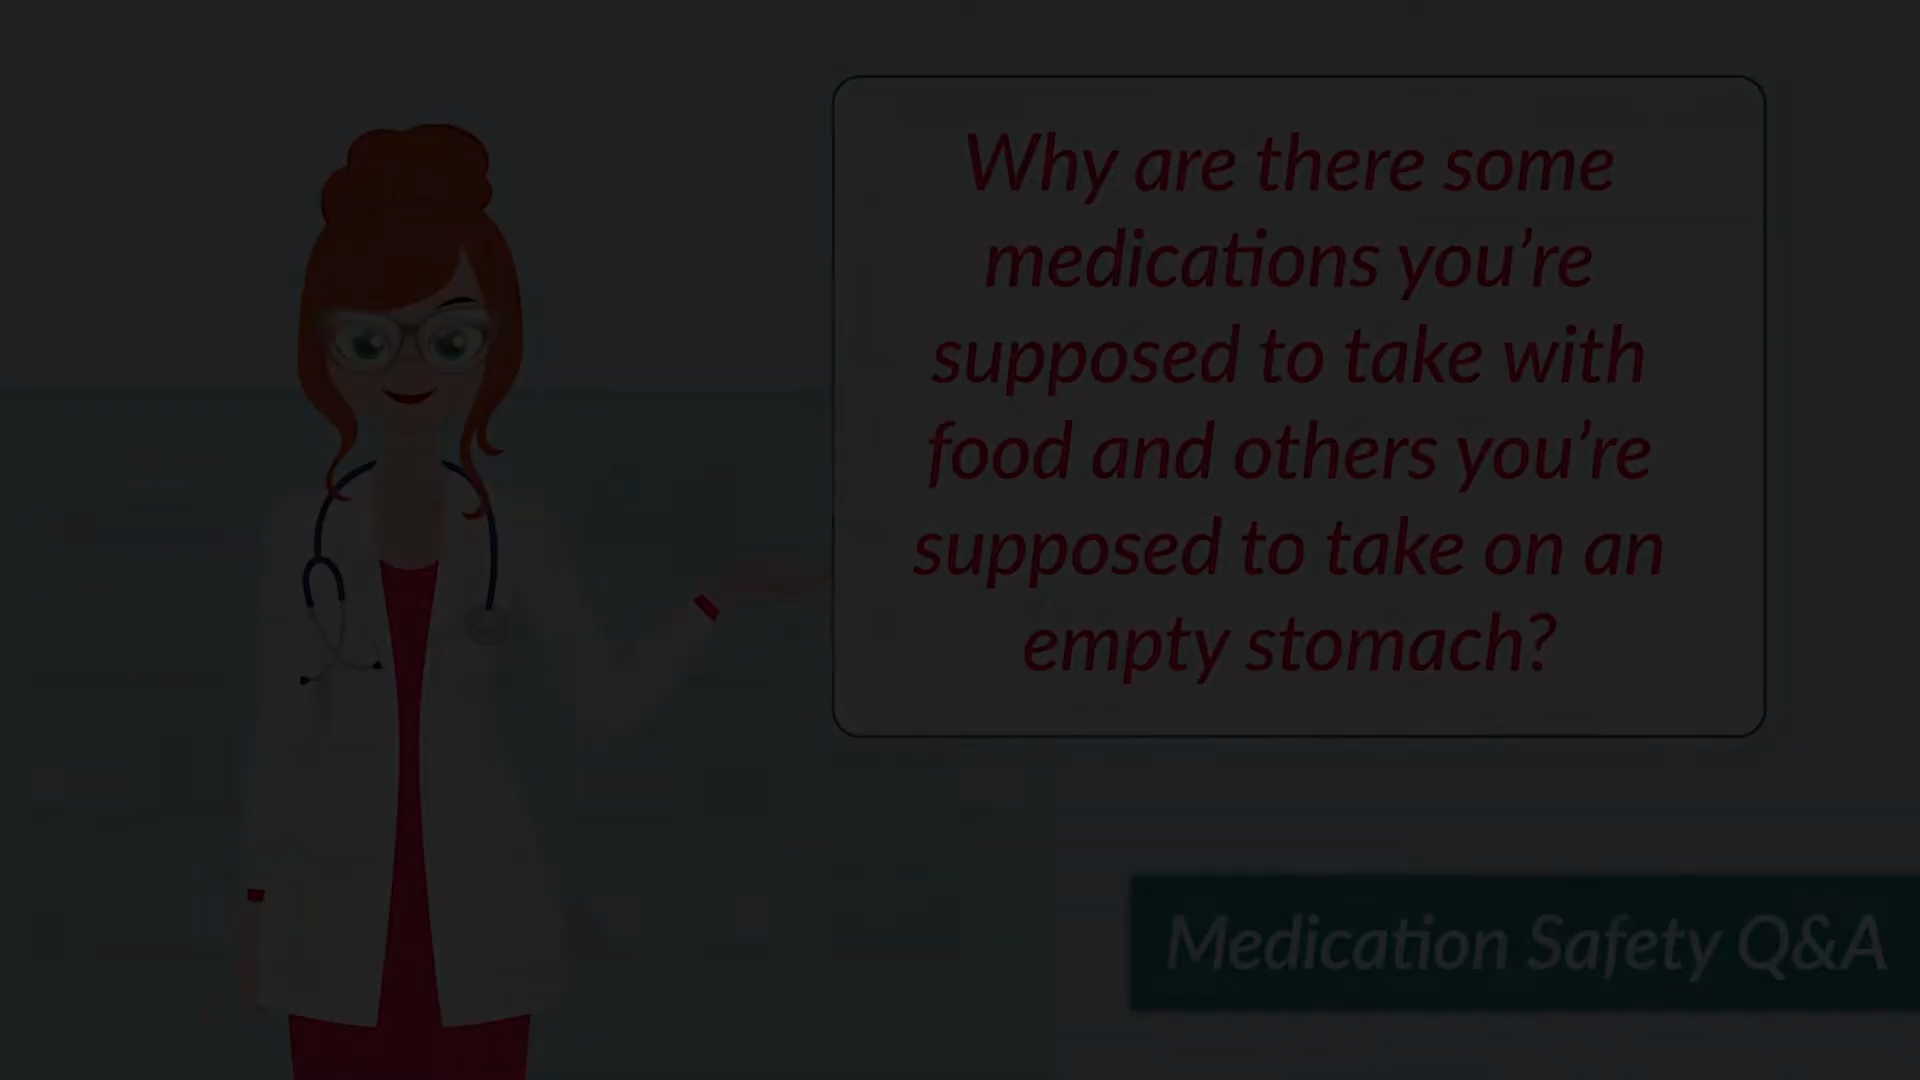 Why are there some
medications you’re
supposed to take with
food and others you’re
supposed to take on an
empty stomach?
Medication Safety Q&A